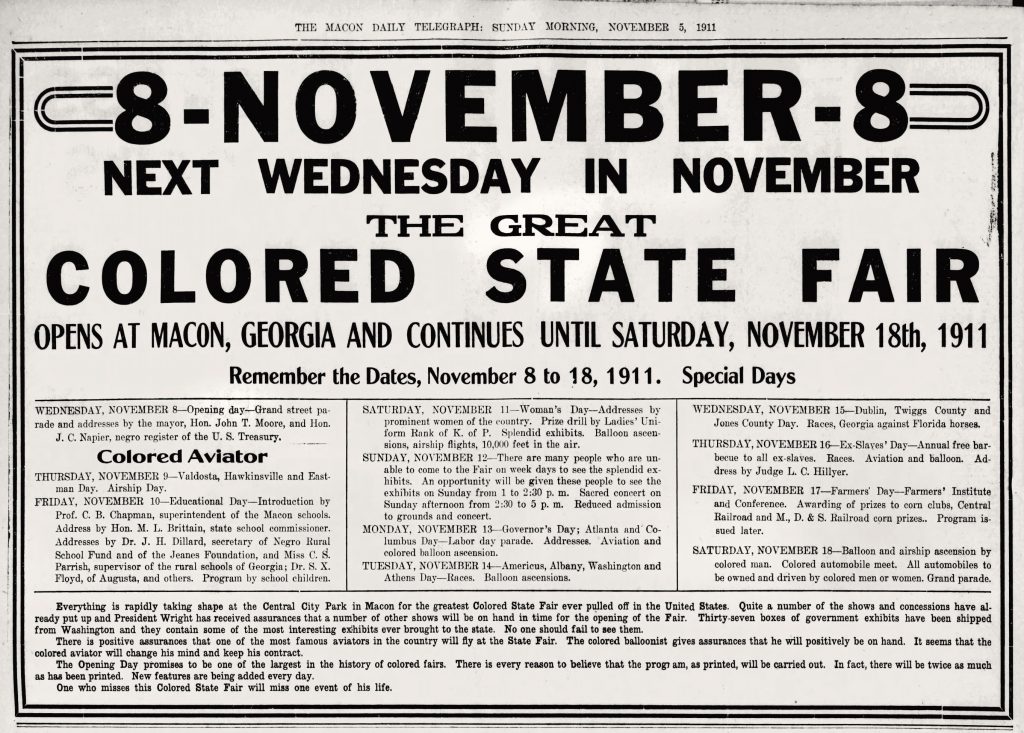 THE MACON DAILY TELEGRAPH: SUNDAY MORNING, NOVEMBER 5, 1911
8-NOVEMBER-8
NEXT WEDNESDAY IN NOVEMBER
THE GREAT
COLORED STATE FAIR
OPENS AT MACON, GEORGIA AND CONTINUES UNTIL SATURDAY, NOVEMBER 18th, 1911
Remember the Dates, November 8 to 18, 1911. Special Days
WEDNESDAY, NOVEMBER 8—Opening day—Grand street pa-
rade and addresses by the mayor, Hon. John T. Moore, and Hon.
J. C. Napier, negro register of the U. S. Treasury.
Colored Aviator
THURSDAY, NOVEMBER 9—Valdosta, Hawkinsville and East-
man Day. Airship Day.
FRIDAY, NOVEMBER 10—Educational Day—Introduction by
Prof. C. B. Chapman, superintendent of the Macon schools.
Address by Hon. M. L. Brittain, state school commissioner.
Addresses by Dr. J. H. Dillard, secretary of Negro Rural
School Fund and of the Jeanes Foundation, and Miss C. S.
Parrish, supervisor of the rural schools of Georgia; Dr. S. X.
Floyd, of Augusta, and others. Program by school children.
SATURDAY, NOVEMBER 11—Woman's Day—Addresses by
prominent women of the country. Prize drill by Ladies' Uni-
form Rank of K. of P. Splendid exhibits. Balloon ascen-
sions, airship flights, 10,000 feet in the air.
SUNDAY, NOVEMBER 12—There are many people who are un-
able to come to the Fair on week days to see the splendid ex-
hibits. An opportunity will be given these people to see the
exhibits on Sunday from 1 to 2:30 p. m. Sacred concert on
Sunday afternoon from 2:30 to 5 p. m. Reduced admission
to grounds and concert.
MONDAY, NOVEMBER 13—Governor's Day; Atlanta and Co-
lumbus Day—Labor day parade. Addresses. Aviation and
colored balloon ascension.
TUESDAY, NOVEMBER 14—Americus, Albany, Washington and
Athens Day—Races. Balloon ascensions.
WEDNESDAY, NOVEMBER 15—Dublin, Twiggs County and
Jones County Day. Races, Georgia against Florida horses.
THURSDAY, NOVEMBER 16—Ex-Slaves' Day—Annual free bar-
becue to all ex-slaves. Races. Aviation and balloon. Ad-
dress by Judge L. C. Hillyer.
FRIDAY, NOVEMBER 17—Farmers' Day—Farmers' Institute
and Conference. Awarding of prizes to corn clubs, Central
Railroad and M., D. & S. Railroad corn prizes.. Program is-
sued later.
SATURDAY, NOVEMBER 18—Balloon and airship ascension by
colored man. Colored automobile meet. All automobiles to
be owned and driven by colored men or women. Grand parade.
Everything is rapidly taking shape at the Central City Park in Macon for the greatest Colored State Fair ever pulled off in the United States. Quite a number of the shows and concessions have al-
ready put up and President Wright has received assurances that a number of other shows will be on hand in time for the opening of the Fair. Thirty-seven boxes of government exhibits have been shipped
from Washington and they contain some of the most interesting exhibits ever brought to the state. No one should fail to see them.
There is positive assurances that one of the most famous aviators in the country will fly at the State Fair. The colored balloonist gives assurances that he will positively be on hand. It seems that the
colored aviator will change his mind and keep his contract.
The Opening Day promises to be one of the largest in the history of colored fairs. There is every reason to believe that the program, as printed, will be carried out. In fact, there will be twice as much
as has been printed. New features are being added every day.
One who misses this Colored State Fair will miss one event of his life.